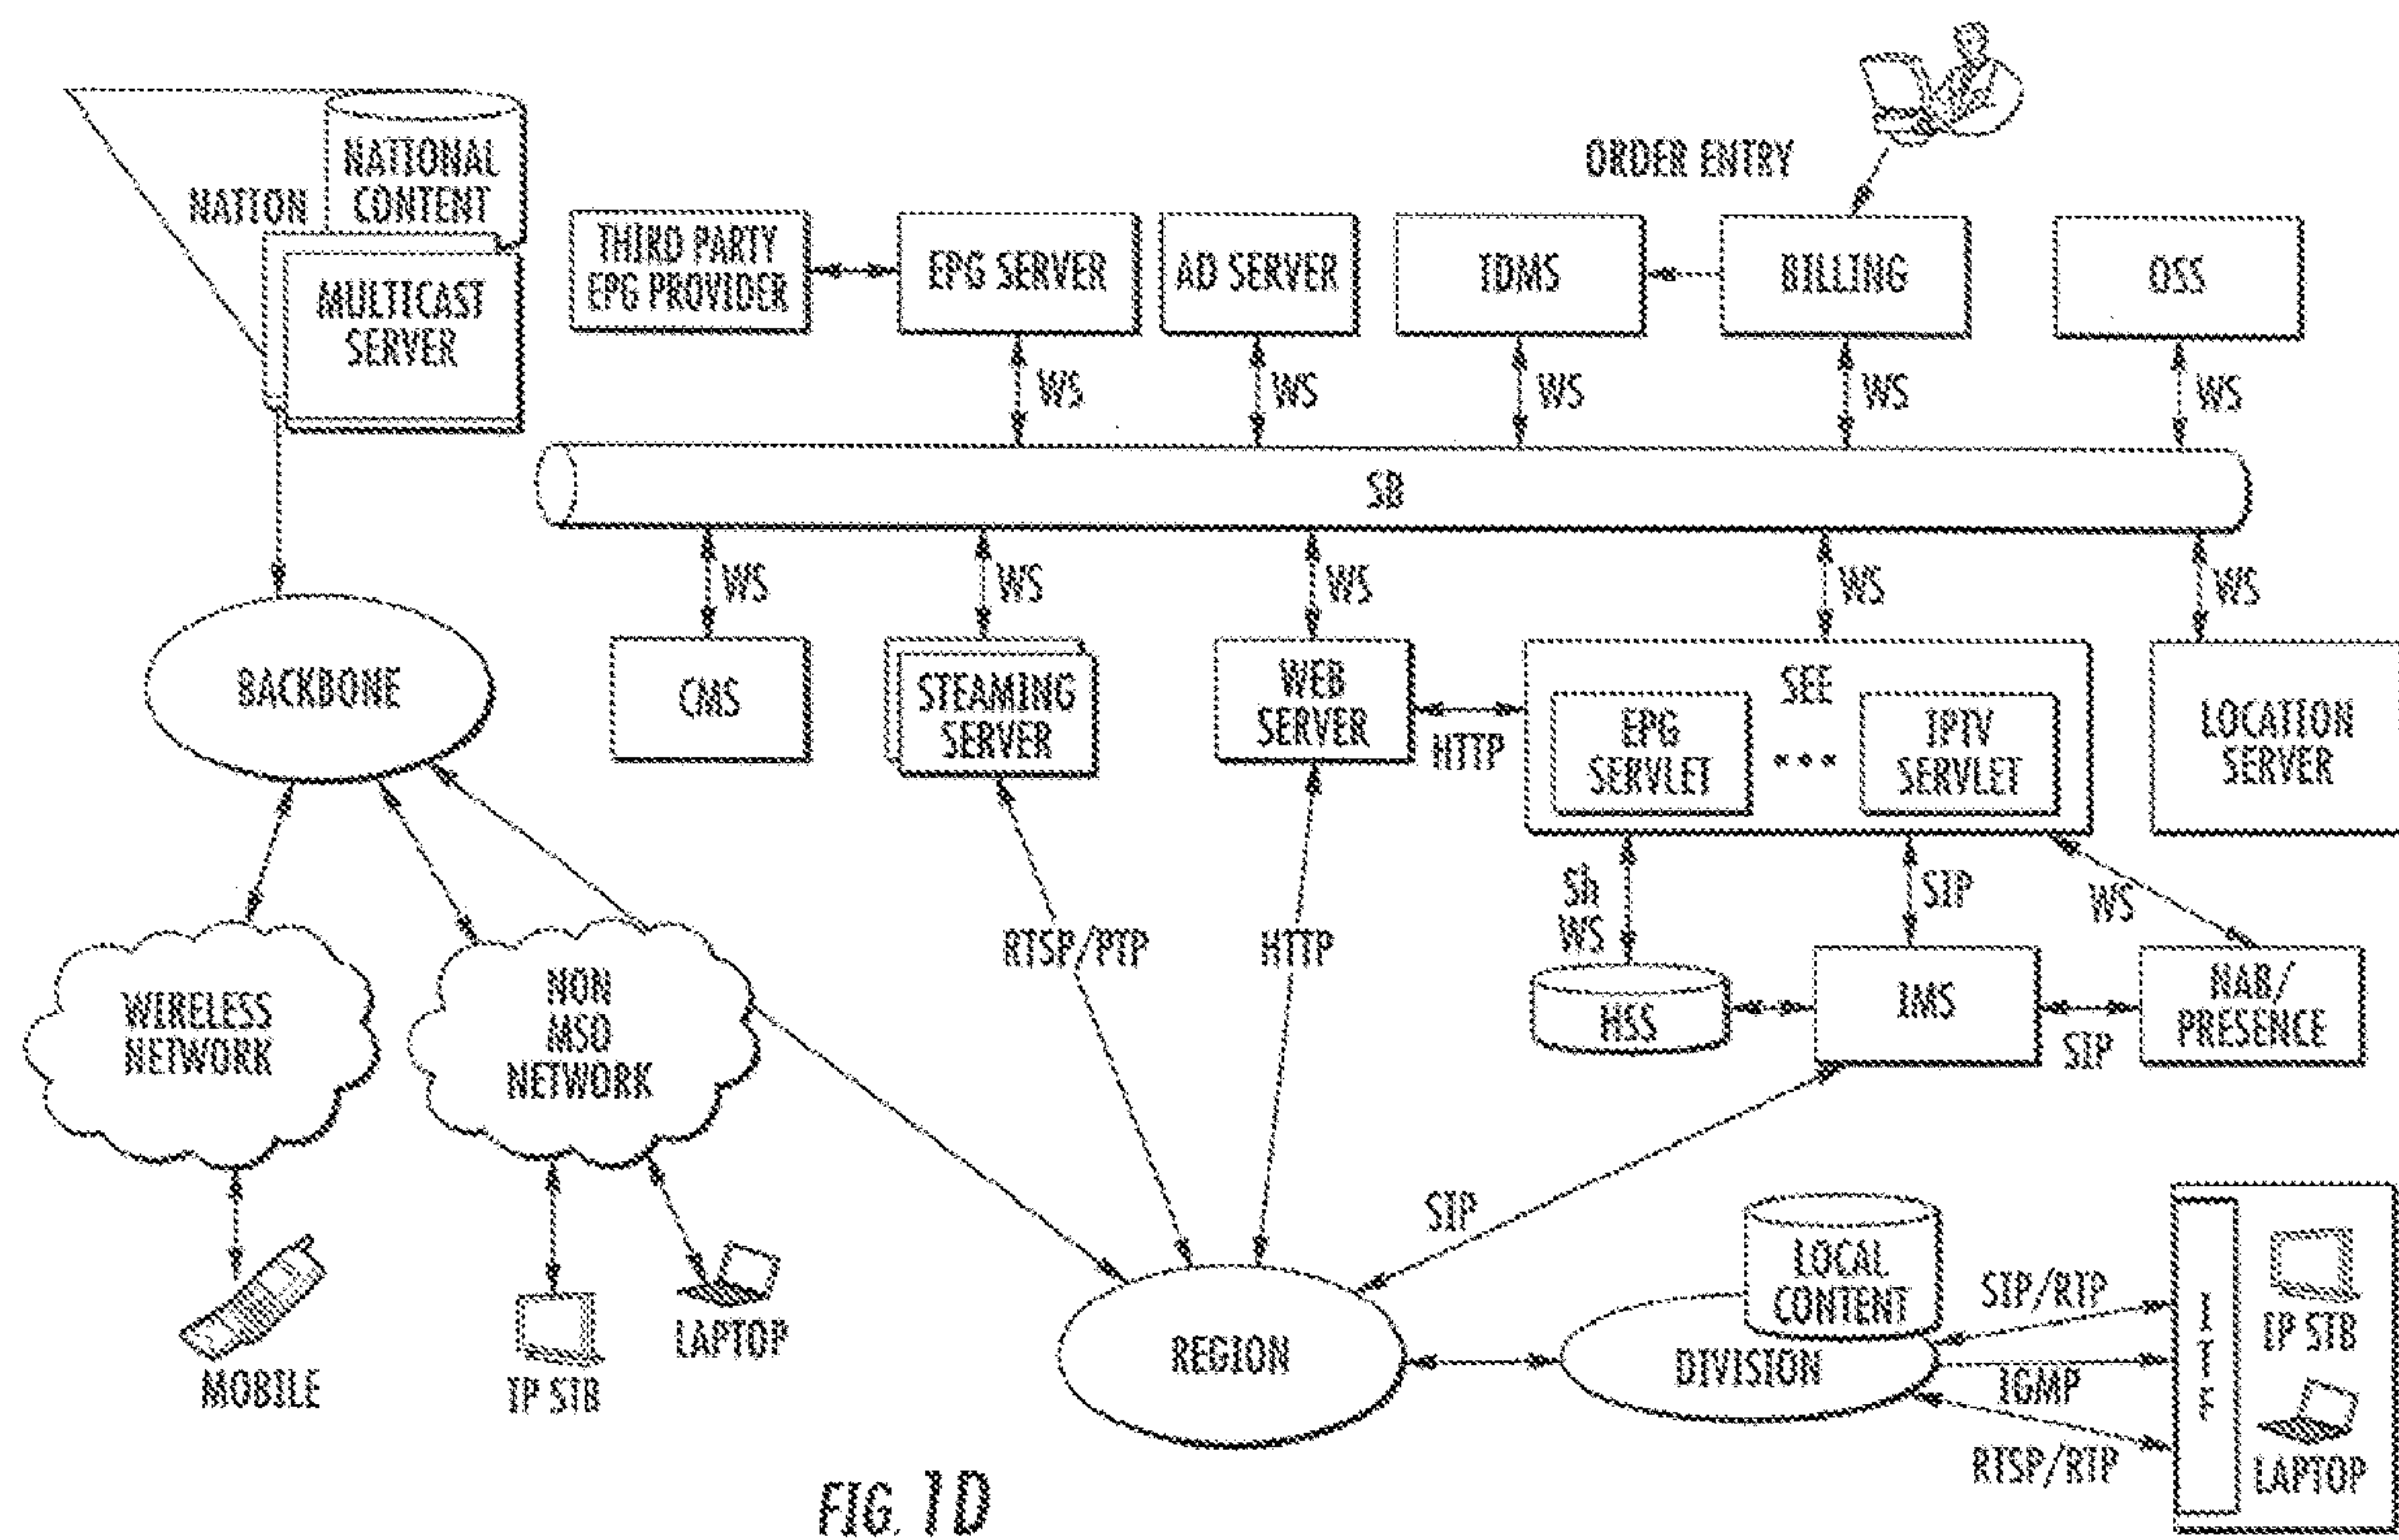 ORDER ENTRY
NATION
NATIONAL
CONTENT
MULTICAST
SERVER
THIRD PARTY
EPG PROVIDER
EPG SERVER
AD SERVER
IDMS
BILLING
OSS
WS
WS
WS
WS
WS
SB
WS
WS
WS
WS
WS
BACKBONE
CMS
STEAMING
SERVER
WEB
SERVER
HTTP
SEE
EPG
SERVLET
•••
IPTV
SERVLET
LOCATION
SERVER
Sh
WS
SIP
WS
RTSP/PTP
HTTP
WIRELESS
NETWORK
NON
MSO
NETWORK
HSS
IMS
SIP
NAB/
PRESENCE
SIP
MOBILE
IP STB
LAPTOP
REGION
LOCAL
CONTENT
DIVISION
SIP/RTP
IGMP
RTSP/RTP
ITF
IP STB
LAPTOP
FIG. 1D